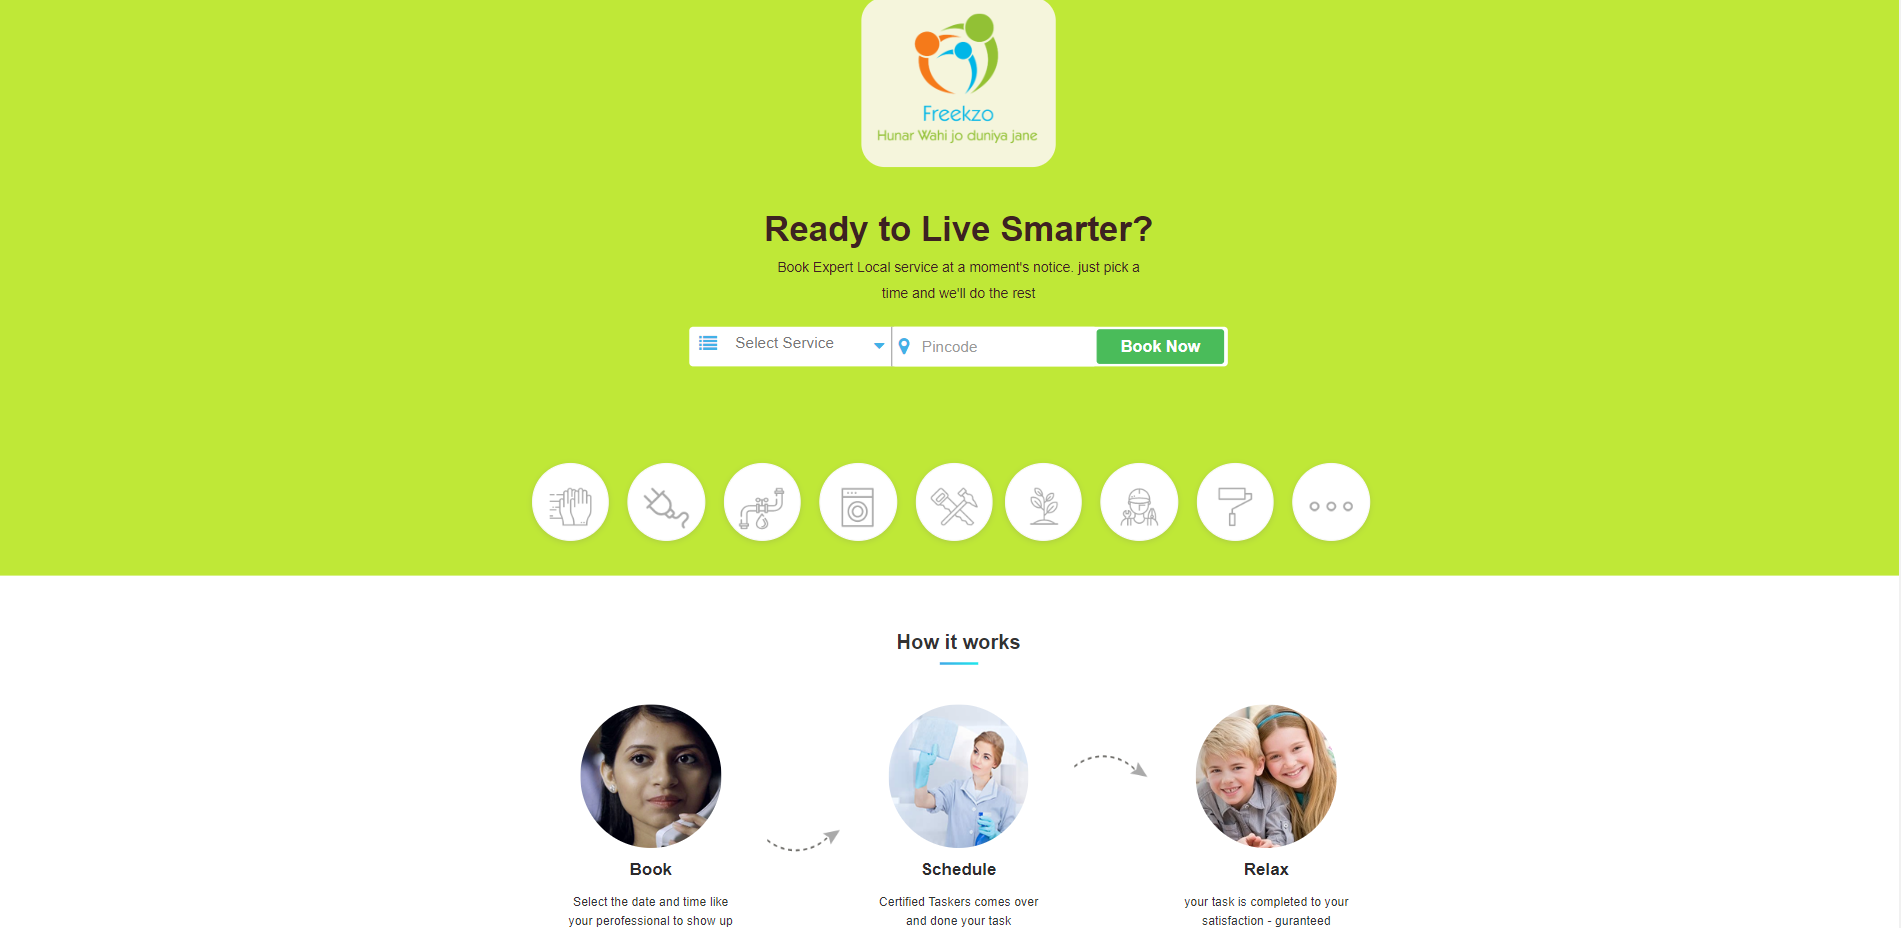 Freekzo
Hunar Wahi jo duniya jane
Ready to Live Smarter?
Book Expert Local service at a moment's notice. just pick a
time and we'll do the rest
Select Service
Pincode
Book Now
How it works
Book
Select the date and time like
your perofessional to show up
Schedule
Certified Taskers comes over
and done your task
Relax
your task is completed to your
satisfaction - guranteed